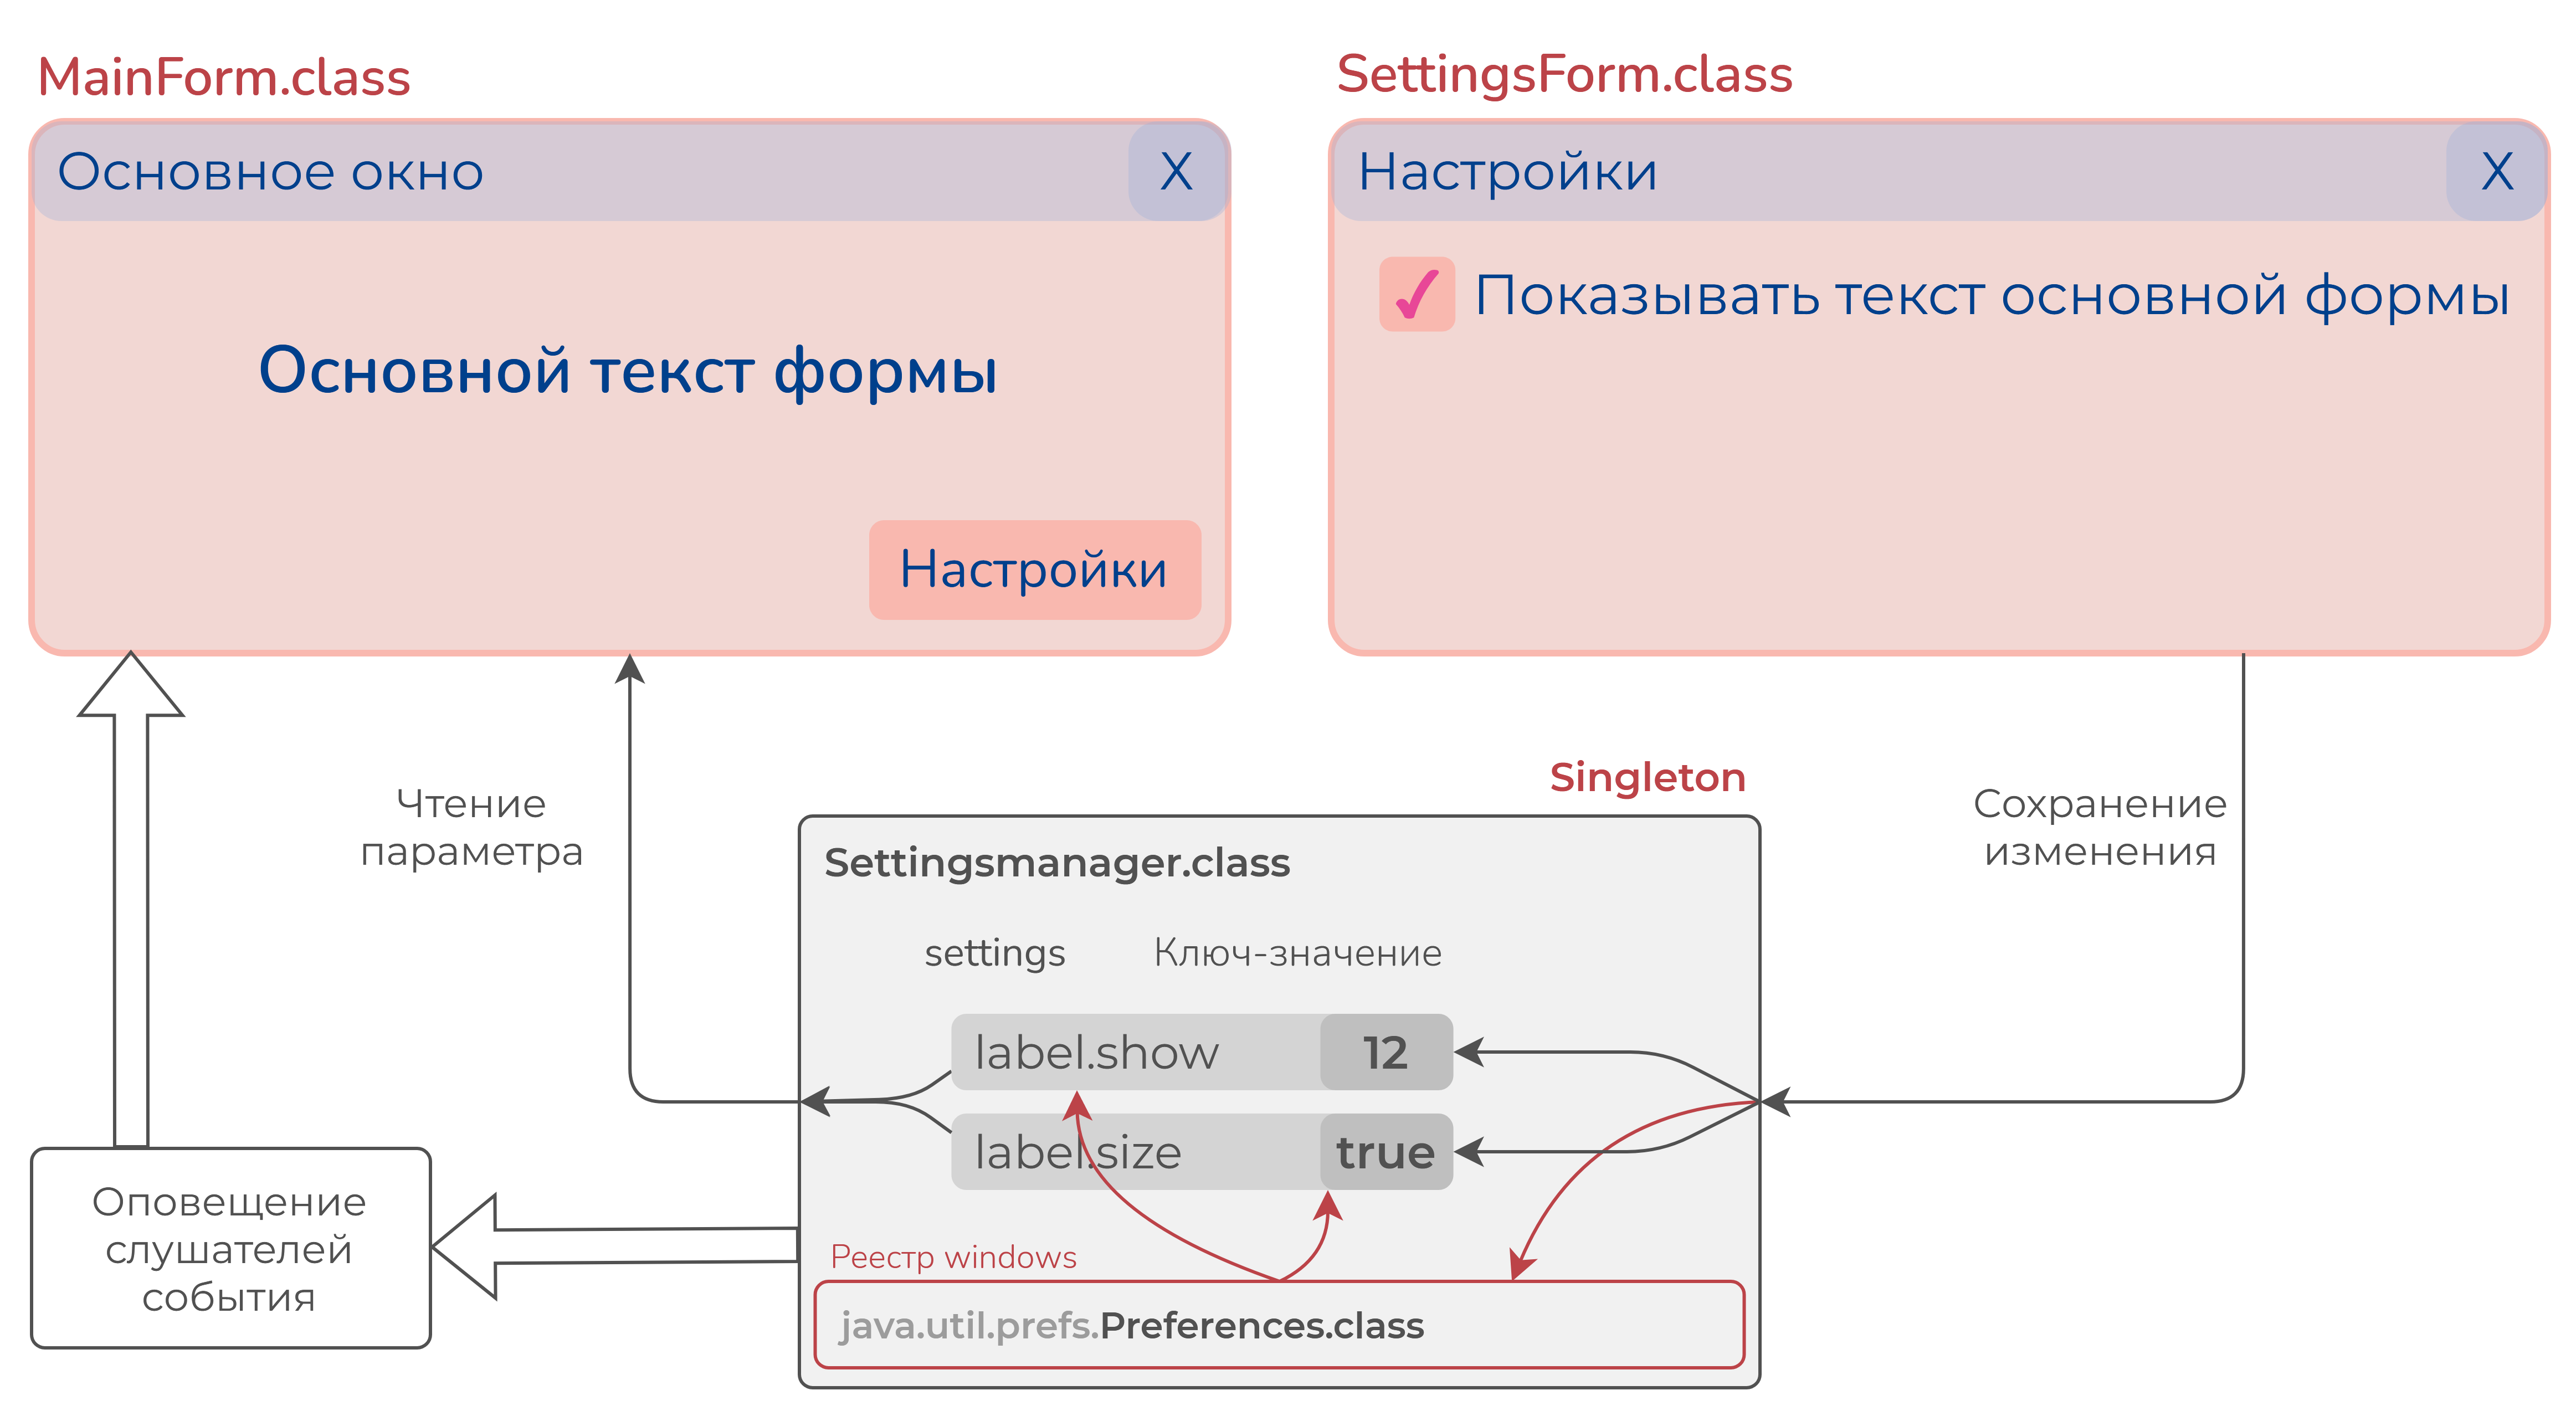 MainForm.class
Основное окно X
Основной текст формы
Настройки
SettingsForm.class
Настройки X
✓ Показывать текст основной формы
Чтение
параметра
Singleton
Сохранение
изменения
Settingsmanager.class
settings Ключ-значение
label.show 12
label.size true
Реестр windows
java.util.prefs.Preferences.class
Оповещение
слушателей
события